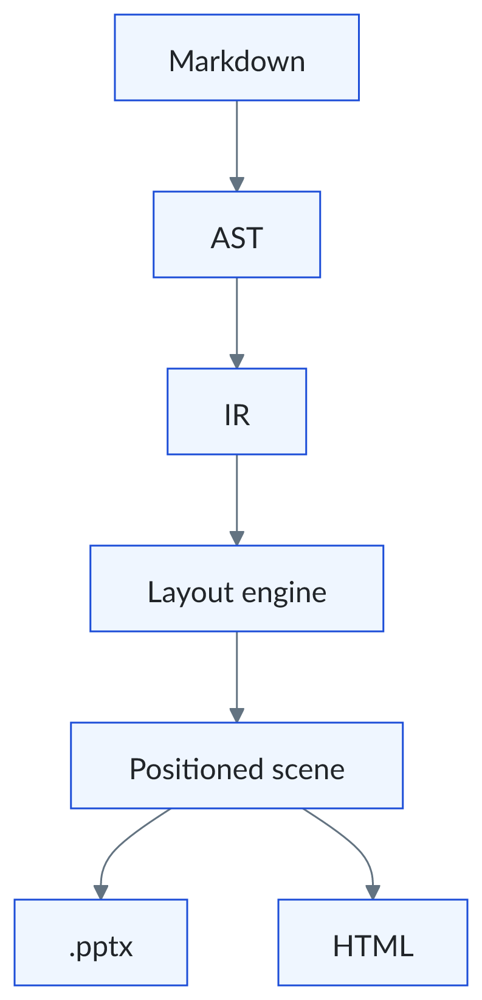 Markdown
AST
IR
Layout engine
Positioned scene
.pptx
HTML